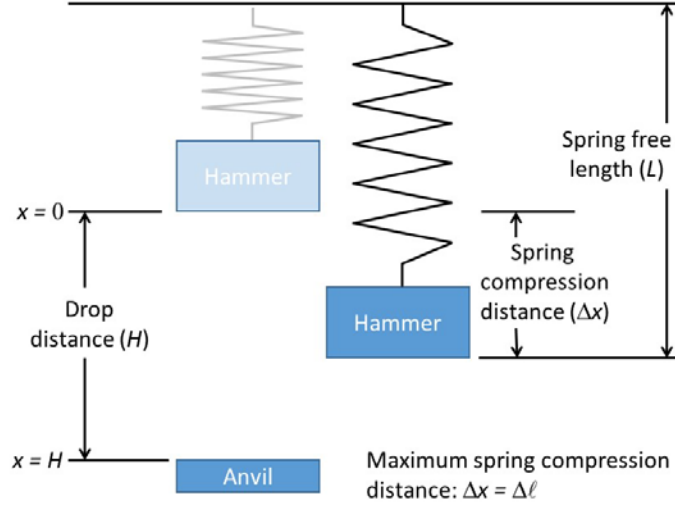 Hammer
x = 0
Drop
distance (H)
x = H
Anvil
Hammer
Spring free
length (L)
Spring
compression
distance (Δx)
Maximum spring compression
distance: Δx = Δℓ